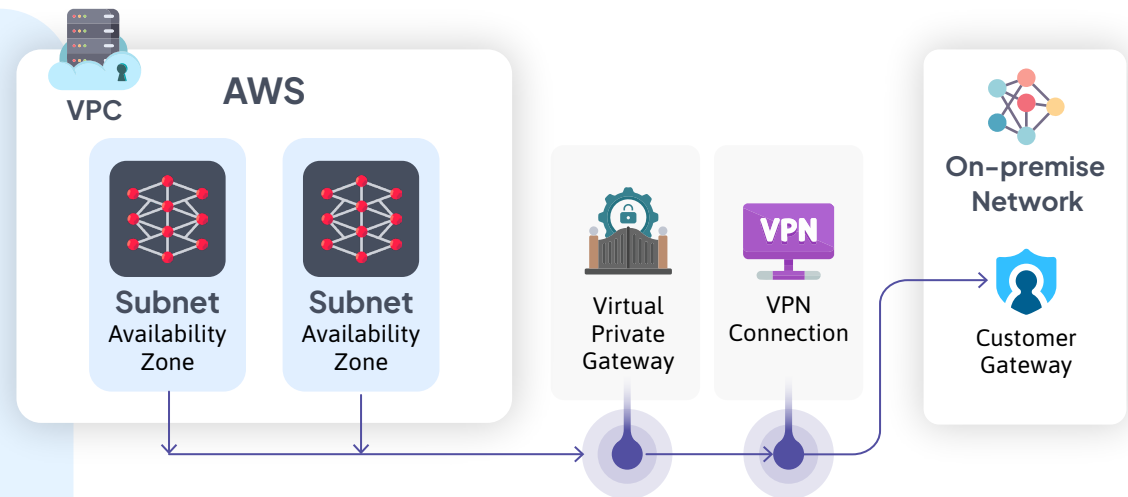 VPC
AWS
Subnet
Availability
Zone
Subnet
Availability
Zone
Virtual
Private
Gateway
VPN
VPN
Connection
On-premise
Network
Customer
Gateway